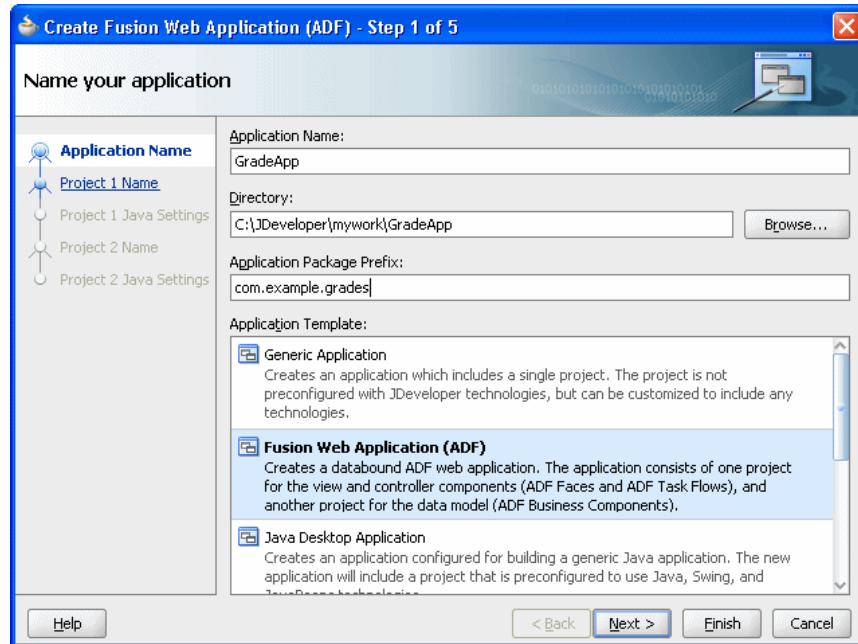 Create Fusion Web Application (ADF) - Step 1 of 5
Name your application
Application Name
Project 1 Name
Project 1 Java Settings
Project 2 Name
Project 2 Java Settings
Application Name:
GradeApp
Directory:
C:\JDeveloper\mywork\GradeApp
Browse...
Application Package Prefix:
com.example.grades
Application Template:
Generic Application
Creates an application which includes a single project. The project is not
preconfigured with JDeveloper technologies, but can be customized to include any
technologies.
Fusion Web Application (ADF)
Creates a databound ADF web application. The application consists of one project
for the view and controller components (ADF Faces and ADF Task Flows), and
another project for the data model (ADF Business Components).
Java Desktop Application
Creates an application configured for building a generic Java application. The new
application will include a project that is preconfigured to use Java, Swing, and
JavaBeans technologies.
Help
< Back
Next >
Finish
Cancel